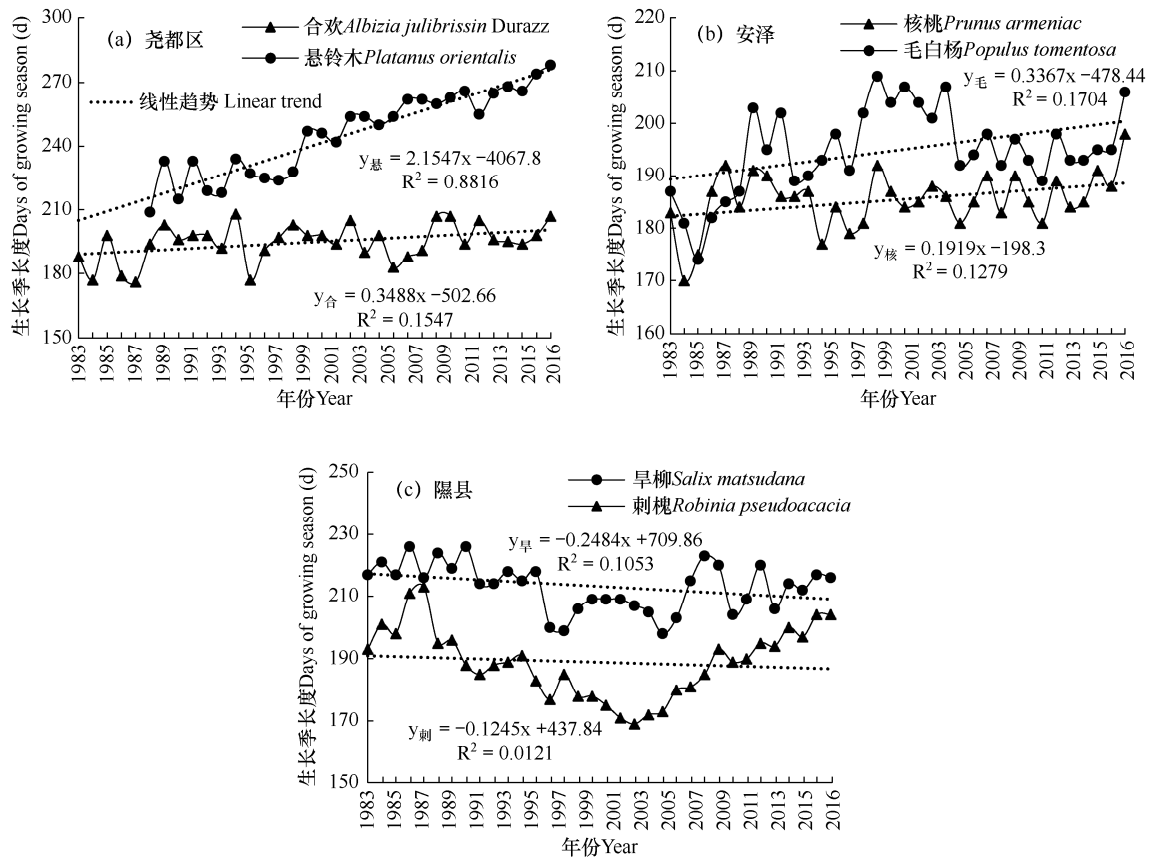 (a) 尧都区
合欢Albizia julibrissin Durazz
悬铃木Platanus orientalis
线性趋势 Linear trend
生长季长度Days of growing season (d)
300
270
240
210
180
150
y悬 = 2.1547x −4067.8
R² = 0.8816
y合 = 0.3488x −502.66
R² = 0.1547
1983 1985 1987 1989 1991 1993 1995 1997 1999 2001 2003 2005 2007 2009 2011 2013 2015 2016
年份Year
(b) 安泽
核桃Prunus armeniac
毛白杨Populus tomentosa
生长季长度Days of growing season (d)
220
210
200
190
180
170
160
y毛 = 0.3367x −478.44
R² = 0.1704
y核 = 0.1919x −198.3
R² = 0.1279
1983 1985 1987 1989 1991 1993 1995 1997 1999 2001 2003 2005 2007 2009 2011 2013 2016
年份Year
(c) 隰县
旱柳Salix matsudana
刺槐Robinia pseudoacacia
生长季长度Days of growing season (d)
250
230
210
190
170
150
y旱 = −0.2484x +709.86
R² = 0.1053
y刺 = −0.1245x +437.84
R² = 0.0121
1983 1985 1987 1989 1991 1993 1995 1997 1999 2001 2003 2005 2007 2009 2011 2013 2016
年份Year